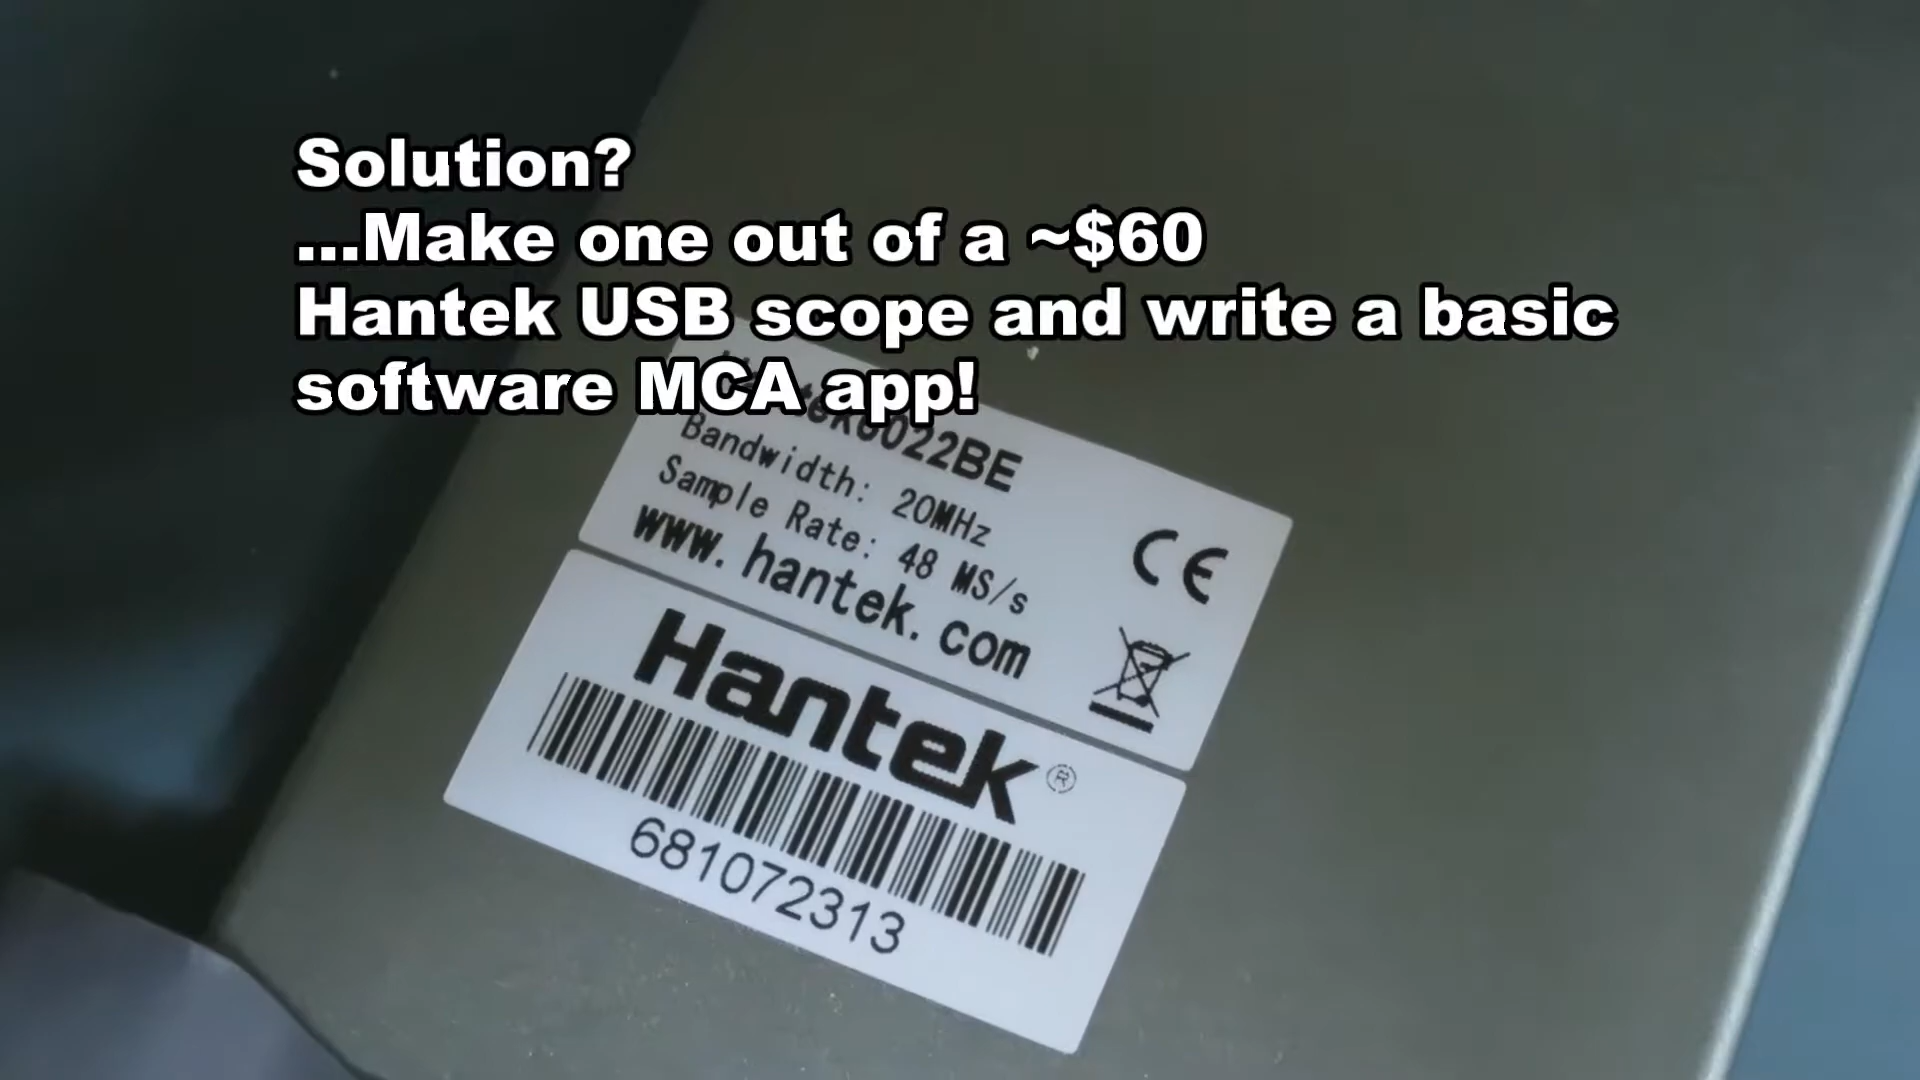 Solution?
...Make one out of a ~$60
Hantek USB scope and write a basic
software MCA app!
6022BE
Bandwidth: 20MHz
Sample Rate: 48 MS/s
www.hantek.com
CE
Hantek®
681072313